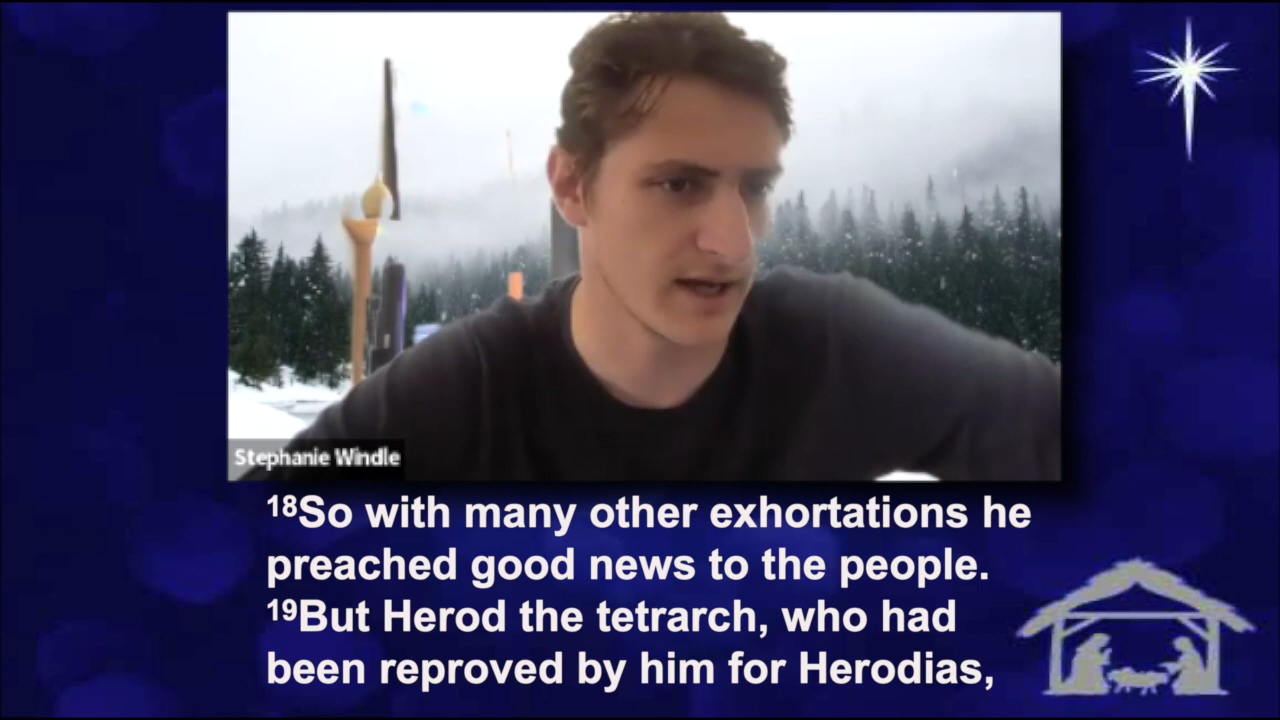 Stephanie Windle
¹⁸So with many other exhortations he
preached good news to the people.
¹⁹But Herod the tetrarch, who had
been reproved by him for Herodias,